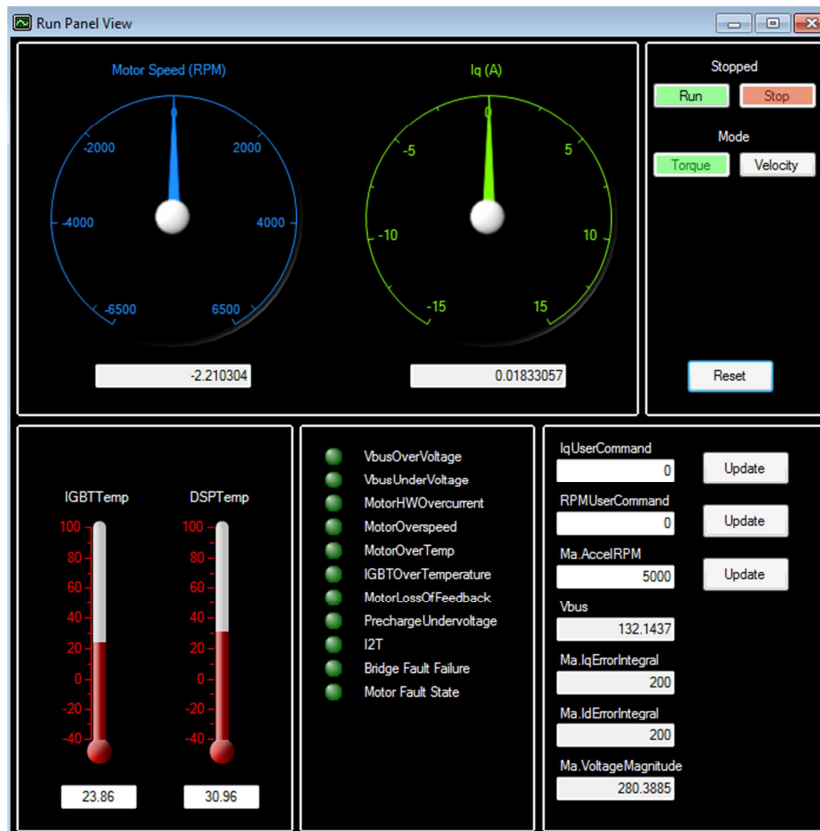 Run Panel View
Motor Speed (RPM)
0
-2000
2000
-4000
4000
-6500
6500
-2.210304
Iq (A)
0
-5
5
-10
10
-15
15
0.01833057
Stopped
Run
Stop
Mode
Torque
Velocity
Reset
IGBTTemp
100
80
60
40
20
0
-20
-40
23.86
DSPTemp
100
80
60
40
20
0
-20
-40
30.96
VbusOverVoltage
VbusUnderVoltage
MotorHWOvercurrent
MotorOverspeed
MotorOverTemp
IGBTOverTemperature
MotorLossOfFeedback
PrechargeUndervoltage
I2T
Bridge Fault Failure
Motor Fault State
IqUserCommand
0
Update
RPMUserCommand
0
Update
Ma.AccelRPM
5000
Update
Vbus
132.1437
Ma.IqErrorIntegral
200
Ma.IdErrorIntegral
200
Ma.VoltageMagnitude
280.3885